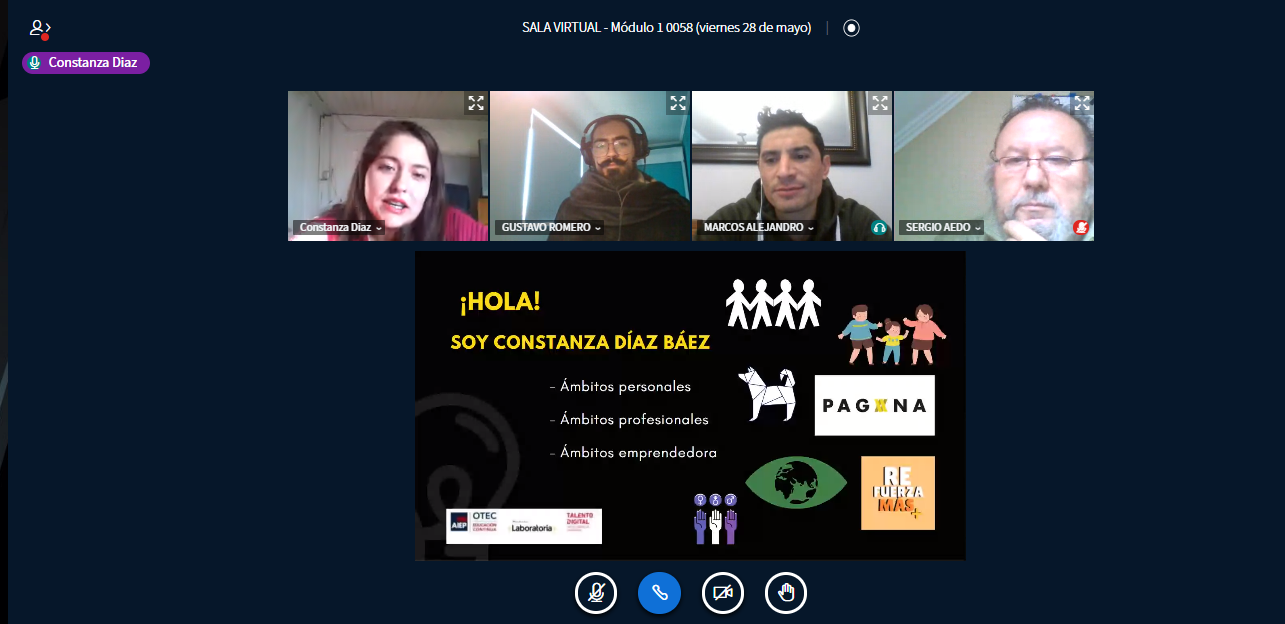 SALA VIRTUAL - Módulo 1 0058 (viernes 28 de mayo)
Constanza Diaz
Constanza Diaz
GUSTAVO ROMERO
MARCOS ALEJANDRO
SERGIO AEDO
¡HOLA!
SOY CONSTANZA DÍAZ BÁEZ
- Ámbitos personales
- Ámbitos profesionales
- Ámbitos emprendedora
PAGXNA
RE
FUERZA
MAS+
AIEP
OTEC
EDUCACIÓN
CONTINUA
Laboratoria
TALENTO
DIGITAL